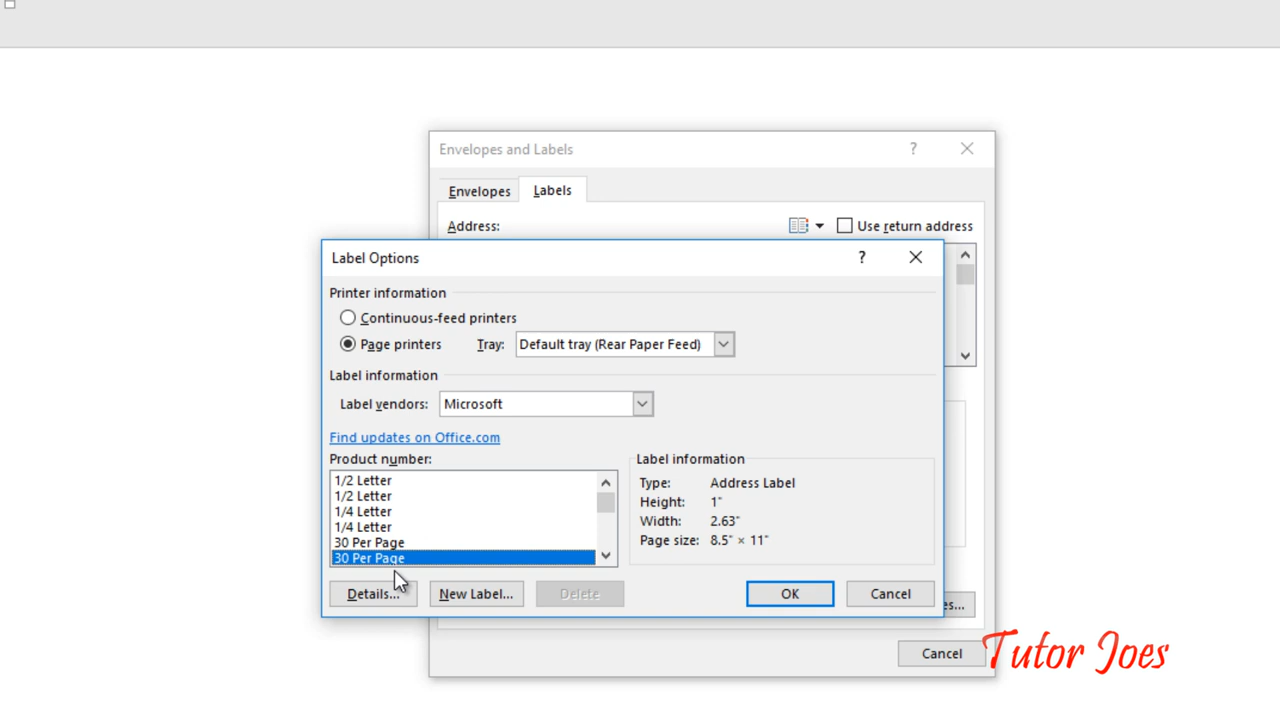 Envelopes and Labels
?
Envelopes
Labels
Address:
Use return address
Label Options
?
Printer information
Continuous-feed printers
Page printers
Tray:
Default tray (Rear Paper Feed)
Label information
Label vendors:
Microsoft
Find updates on Office.com
Product number:
1/2 Letter
1/2 Letter
1/4 Letter
1/4 Letter
30 Per Page
30 Per Page
Label information
Type: Address Label
Height: 1"
Width: 2.63"
Page size: 8.5" × 11"
Details...
New Label...
Delete
OK
Cancel
Cancel
Tutor Joes